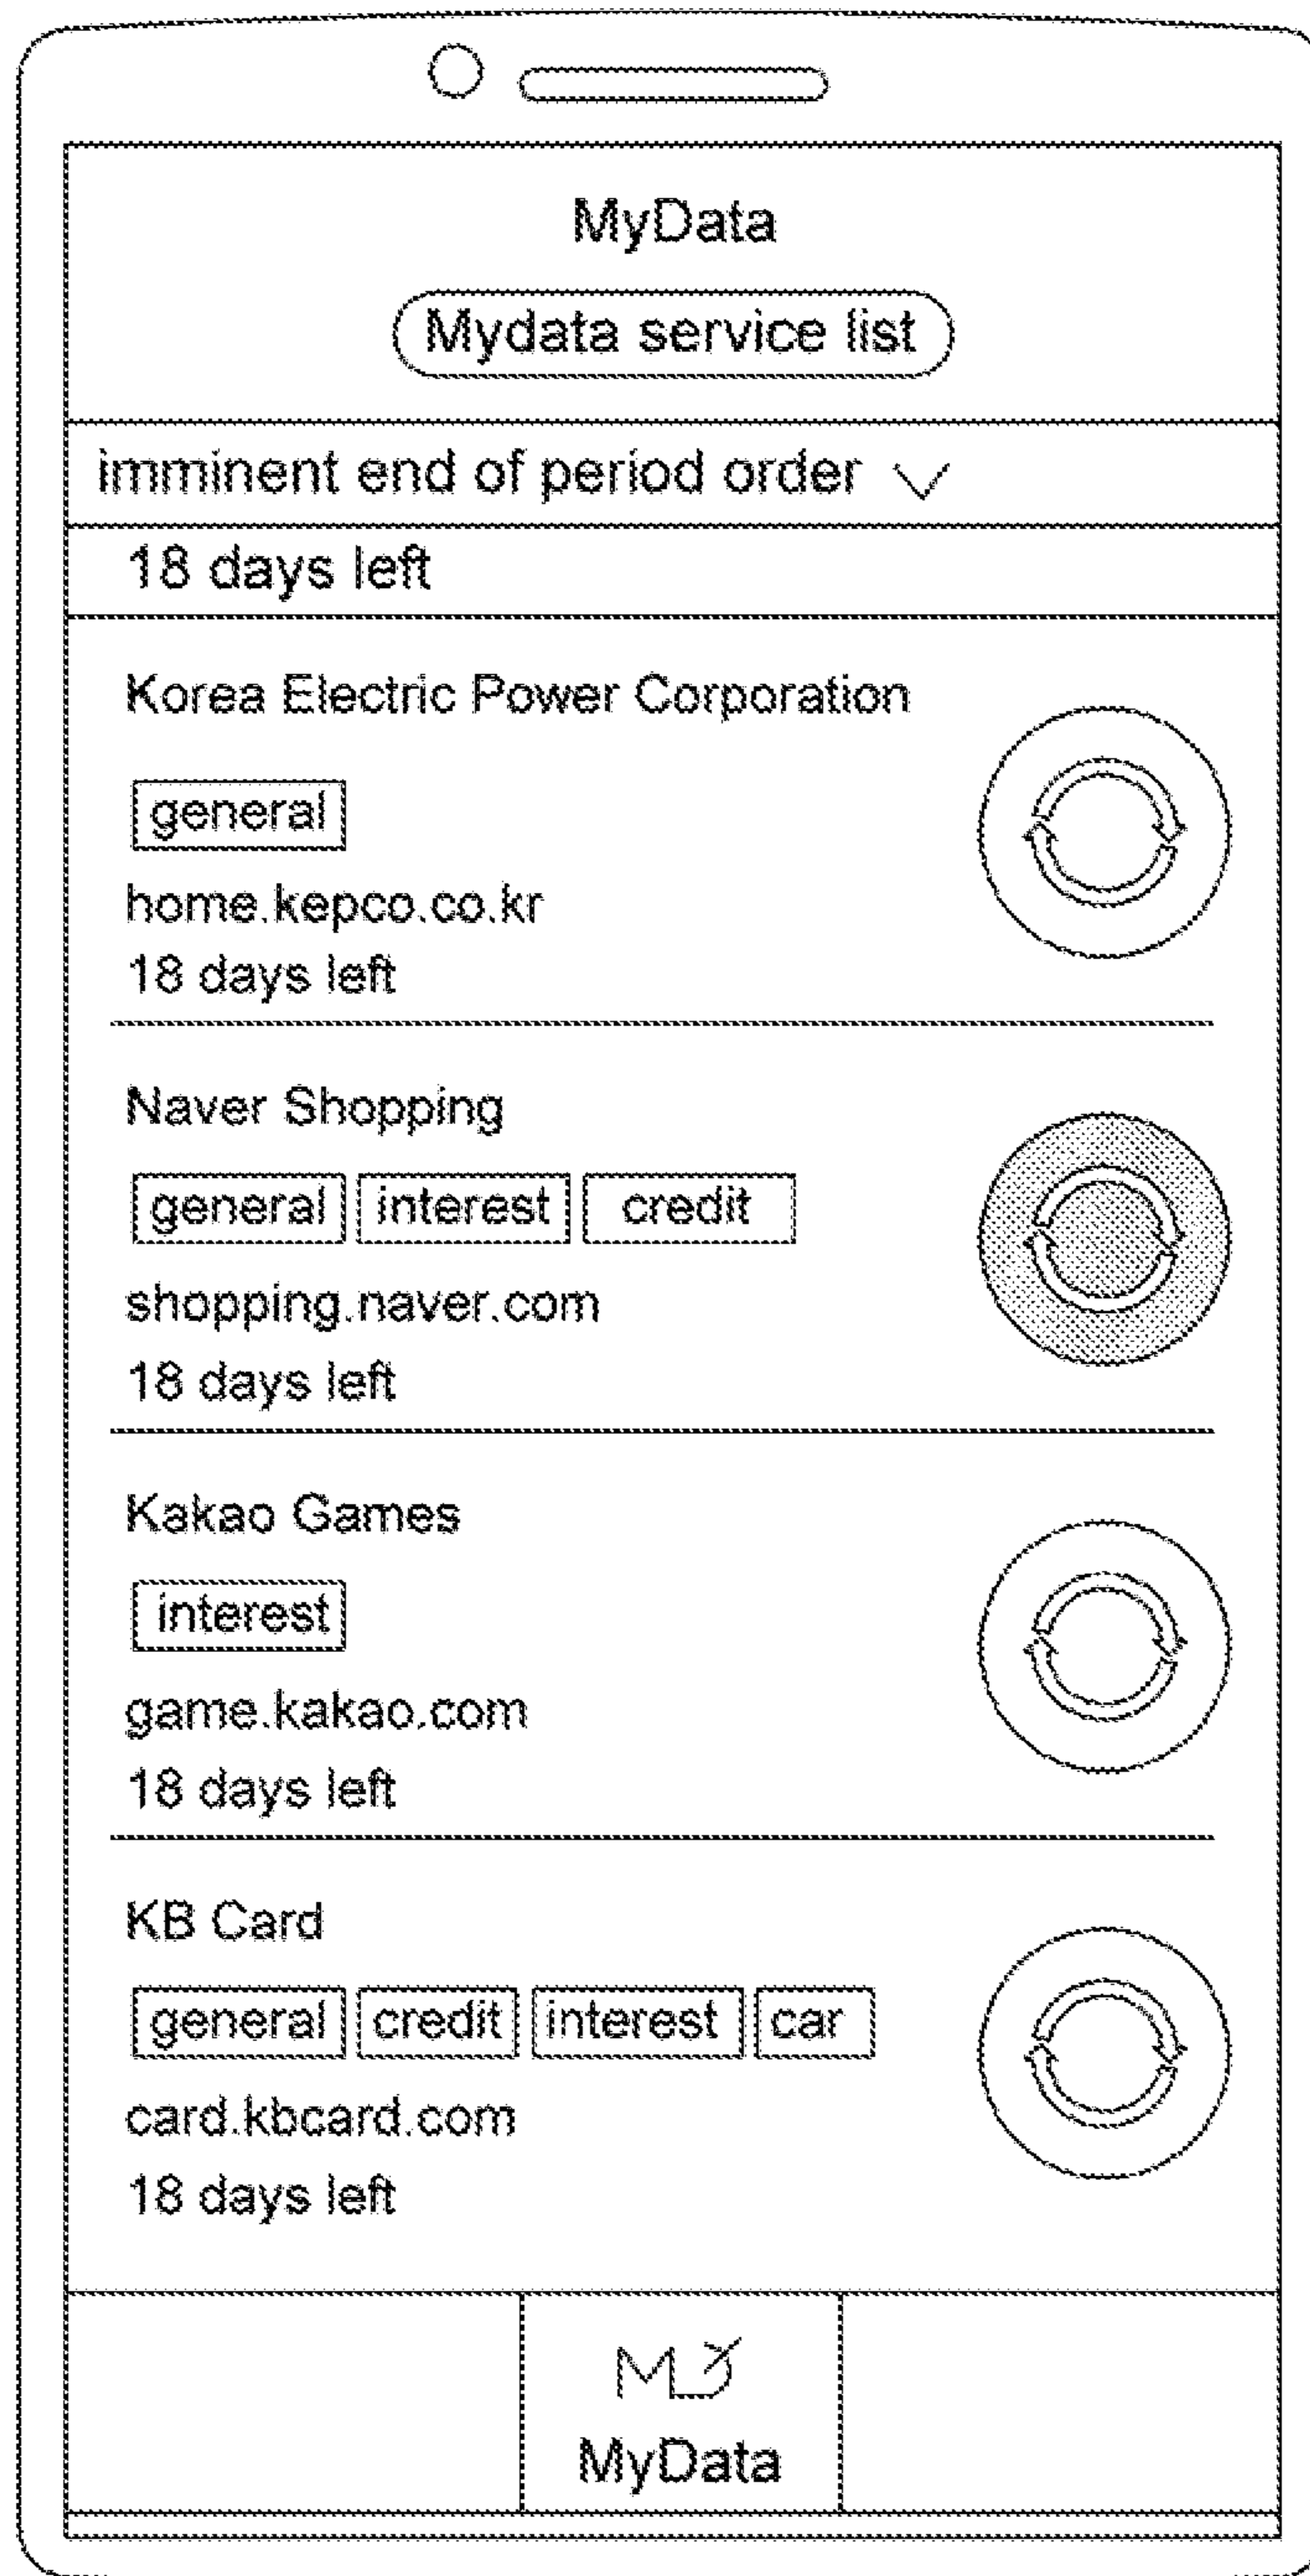 MyData
Mydata service list
imminent end of period order
18 days left
Korea Electric Power Corporation
general
home.kepco.co.kr
18 days left
Naver Shopping
general interest credit
shopping.naver.com
18 days left
Kakao Games
interest
game.kakao.com
18 days left
KB Card
general credit interest car
card.kbcard.com
18 days left
MyData